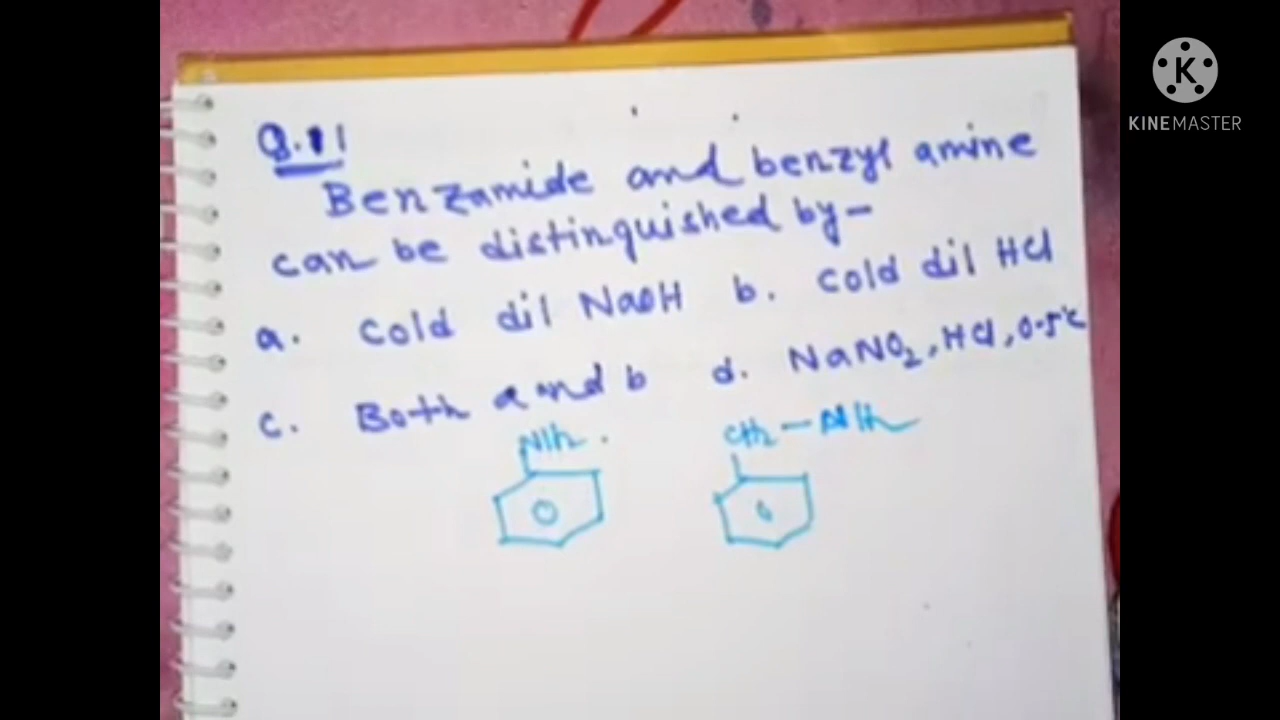 Q.11
Benzamide and benzyl amine
can be distinguished by-
a. cold dil NaOH b. cold dil HCl
c. Both a and b d. NaNO2, HCl, 0-5°C
NH2 CH2-NH2
K
KINEMASTER